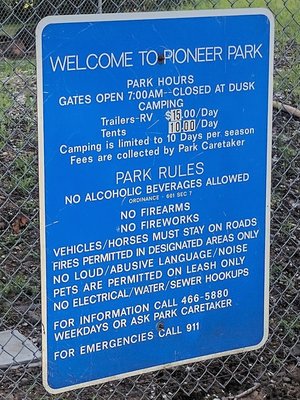 WELCOME TO PIONEER PARK
PARK HOURS
GATES OPEN 7:00AM--CLOSED AT DUSK
CAMPING
Trailers-RV $15.00/Day
Tents 10.00/Day
Camping is limited to 10 Days per season
Fees are collected by Park Caretaker
PARK RULES
NO ALCOHOLIC BEVERAGES ALLOWED
ORDINANCE - 601 SEC 7
NO FIREARMS
NO FIREWORKS
VEHICLES/HORSES MUST STAY ON ROADS
FIRES PERMITTED IN DESIGNATED AREAS ONLY
NO LOUD/ABUSIVE LANGUAGE/NOISE
PETS ARE PERMITTED ON LEASH ONLY
NO ELECTRICAL/WATER/SEWER HOOKUPS
FOR INFORMATION CALL 466-5880
WEEKDAYS OR ASK PARK CARETAKER
FOR EMERGENCIES CALL 911